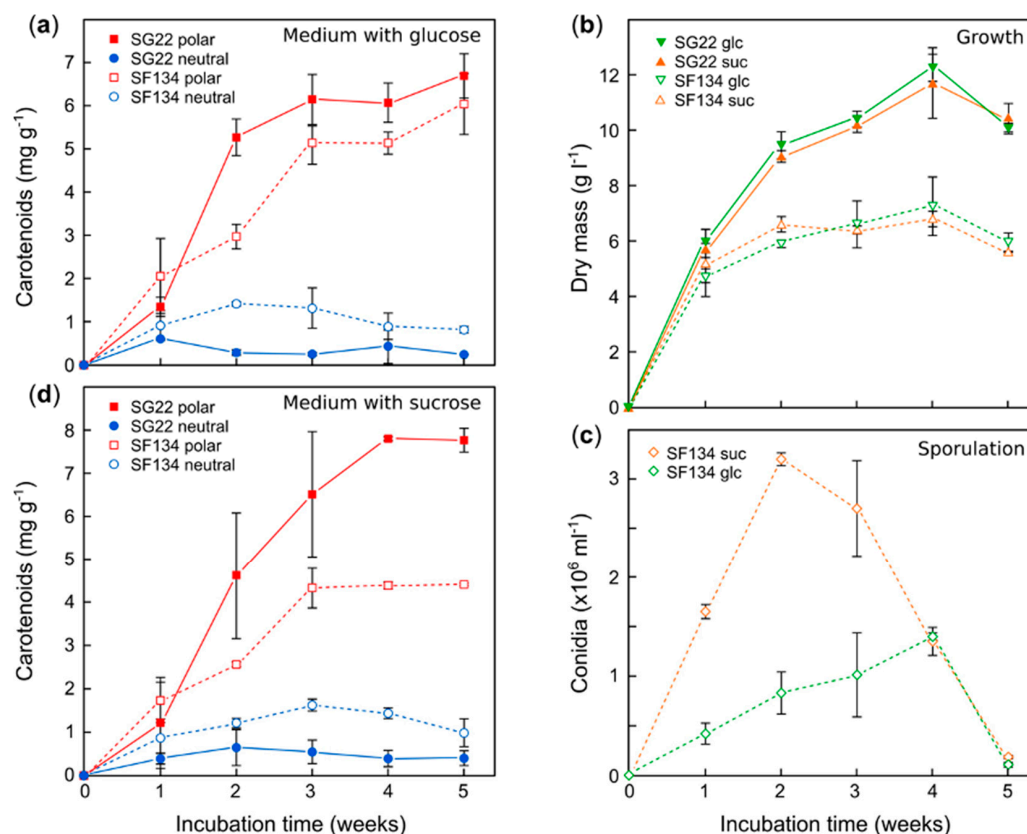 (a)
SG22 polar
SG22 neutral
SF134 polar
SF134 neutral
Medium with glucose
Carotenoids (mg g⁻¹)
7
6
5
4
3
2
1
0
(b)
SG22 glc
SG22 suc
SF134 glc
SF134 suc
Growth
Dry mass (g l⁻¹)
12
10
8
6
4
2
0
(d)
SG22 polar
SG22 neutral
SF134 polar
SF134 neutral
Medium with sucrose
Carotenoids (mg g⁻¹)
8
7
6
5
4
3
2
1
0
0 1 2 3 4 5
Incubation time (weeks)
(c)
SF134 suc
SF134 glc
Sporulation
Conidia (x10⁶ ml⁻¹)
3
2
1
0
0 1 2 3 4 5
Incubation time (weeks)